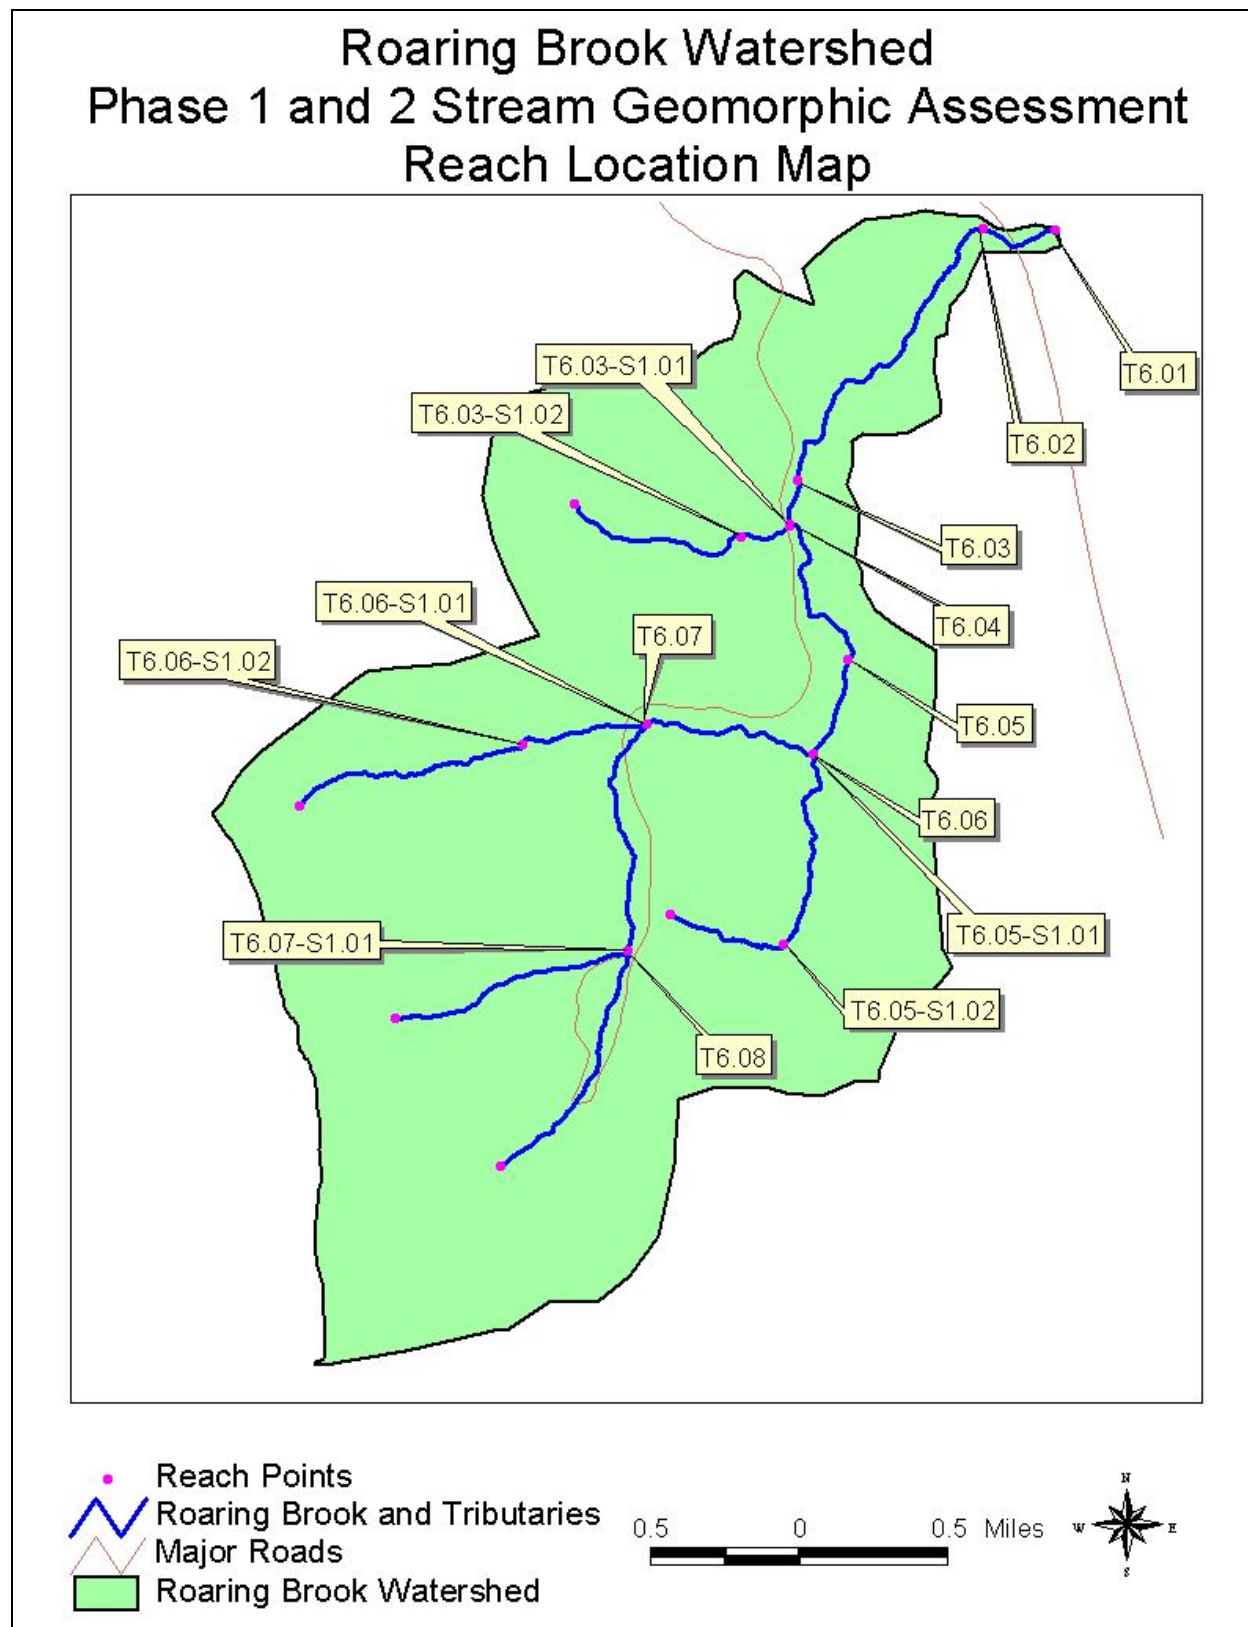 Roaring Brook Watershed
Phase 1 and 2 Stream Geomorphic Assessment
Reach Location Map
T6.03-S1.01
T6.01
T6.03-S1.02
T6.02
T6.03
T6.06-S1.01
T6.04
T6.07
T6.06-S1.02
T6.05
T6.06
T6.07-S1.01
T6.05-S1.01
T6.05-S1.02
T6.08
Reach Points
Roaring Brook and Tributaries
Major Roads
Roaring Brook Watershed
0.5 0 0.5 Miles
N
W E
S